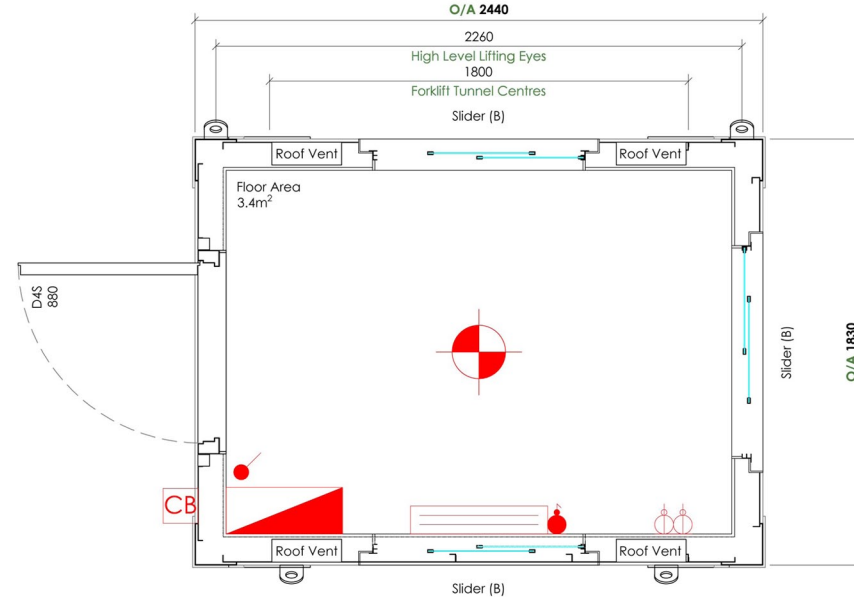 O/A 2440
2260
High Level Lifting Eyes
1800
Forklift Tunnel Centres
Slider (B)
Roof Vent
Roof Vent
Floor Area
3.4m²
D4S
880
Slider (B)
O/A 1830
CB
Roof Vent
Roof Vent
Slider (B)